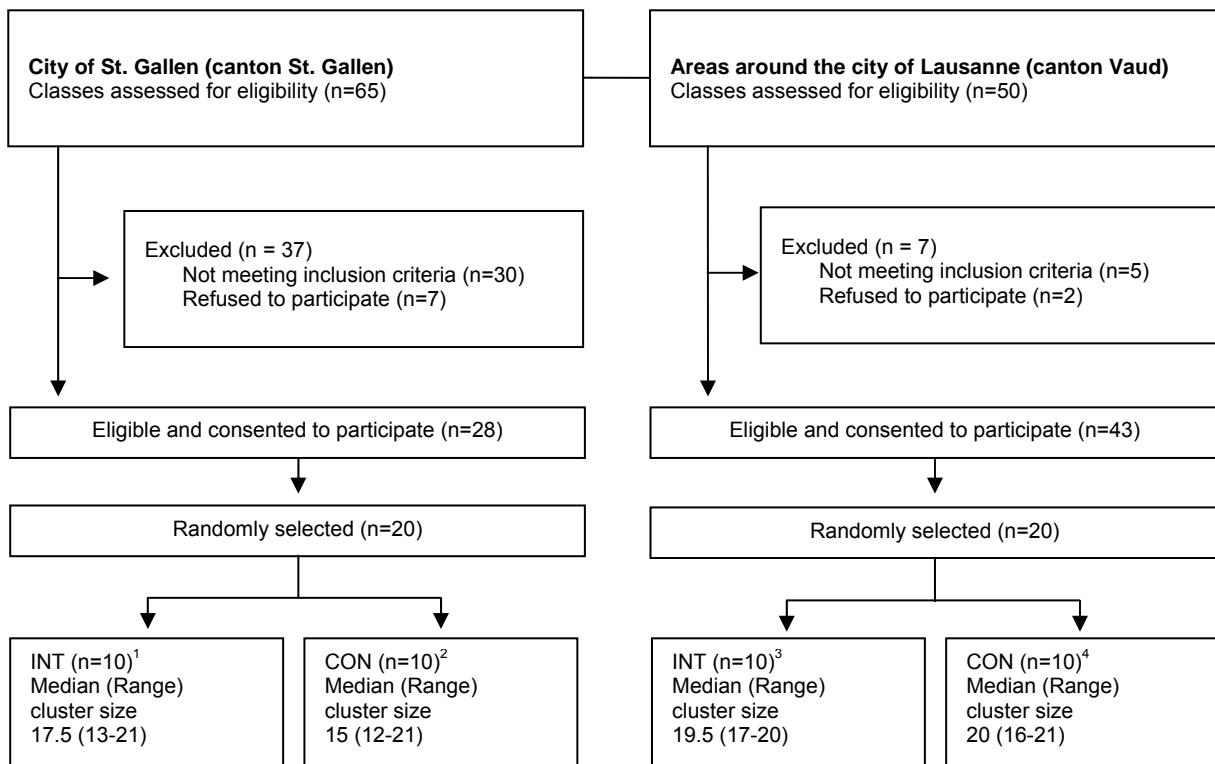 City of St. Gallen (canton St. Gallen)
Classes assessed for eligibility (n=65)
Areas around the city of Lausanne (canton Vaud)
Classes assessed for eligibility (n=50)
Excluded (n = 37)
Not meeting inclusion criteria (n=30)
Refused to participate (n=7)
Excluded (n = 7)
Not meeting inclusion criteria (n=5)
Refused to participate (n=2)
Eligible and consented to participate (n=28)
Eligible and consented to participate (n=43)
Randomly selected (n=20)
Randomly selected (n=20)
INT (n=10)¹
Median (Range)
cluster size
17.5 (13-21)
CON (n=10)²
Median (Range)
cluster size
15 (12-21)
INT (n=10)³
Median (Range)
cluster size
19.5 (17-20)
CON (n=10)⁴
Median (Range)
cluster size
20 (16-21)